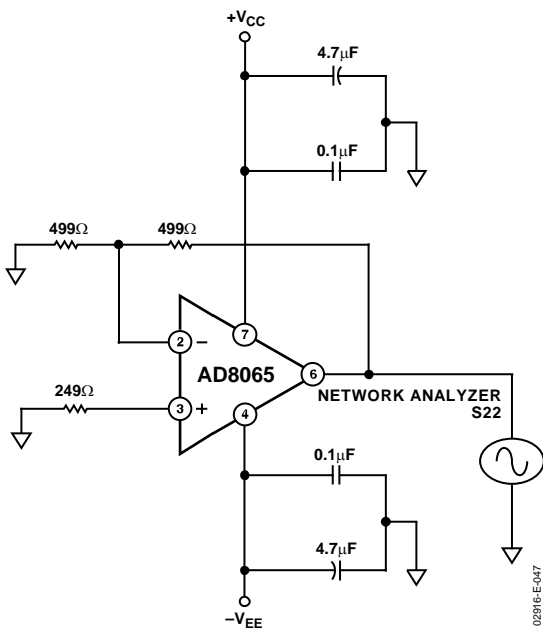 +VCC
4.7µF
0.1µF
499Ω
499Ω
2
−
7
AD8065
6
NETWORK ANALYZER
S22
249Ω
3
+
4
0.1µF
4.7µF
−VEE
02916-E-047